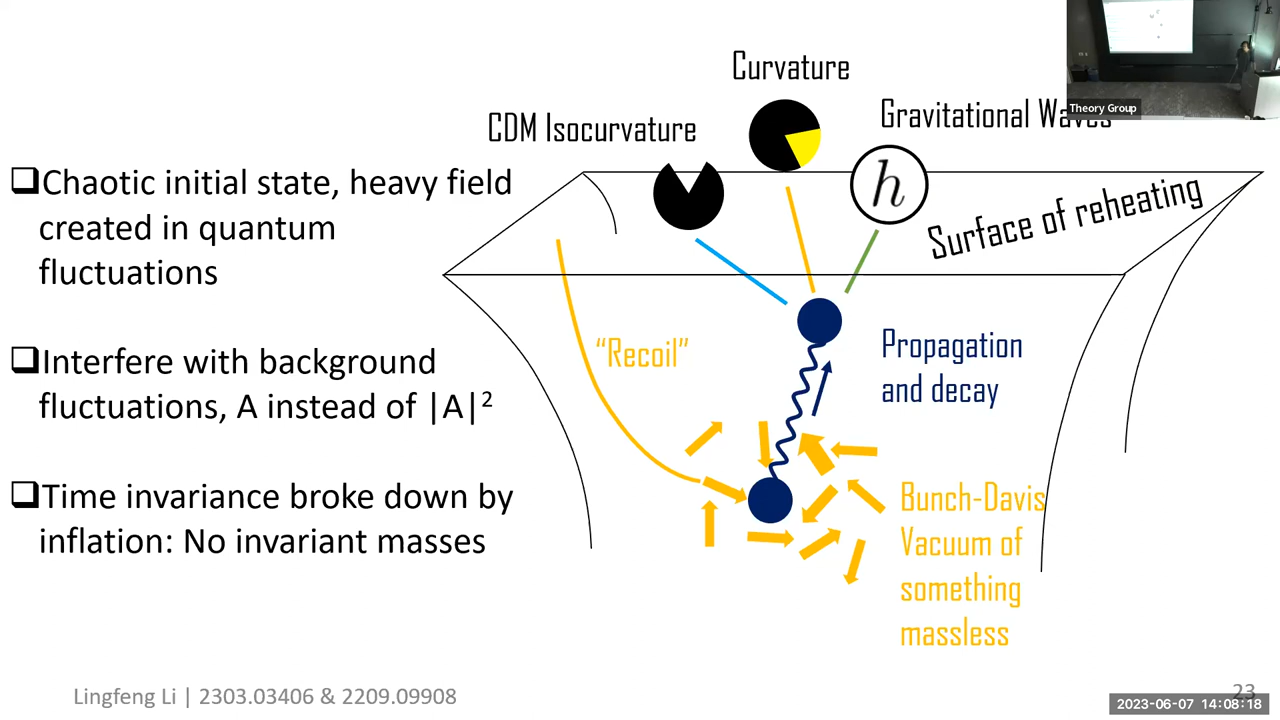 Curvature
CDM Isocurvature
Gravitational Waves
Theory Group
h
Surface of reheating
❑Chaotic initial state, heavy field
created in quantum
fluctuations
❑Interfere with background
fluctuations, A instead of |A|²
❑Time invariance broke down by
inflation: No invariant masses
“Recoil”
Propagation
and decay
Bunch-Davis
Vacuum of
something
massless
Lingfeng Li | 2303.03406 & 2209.09908
23
2023-06-07 14:08:18